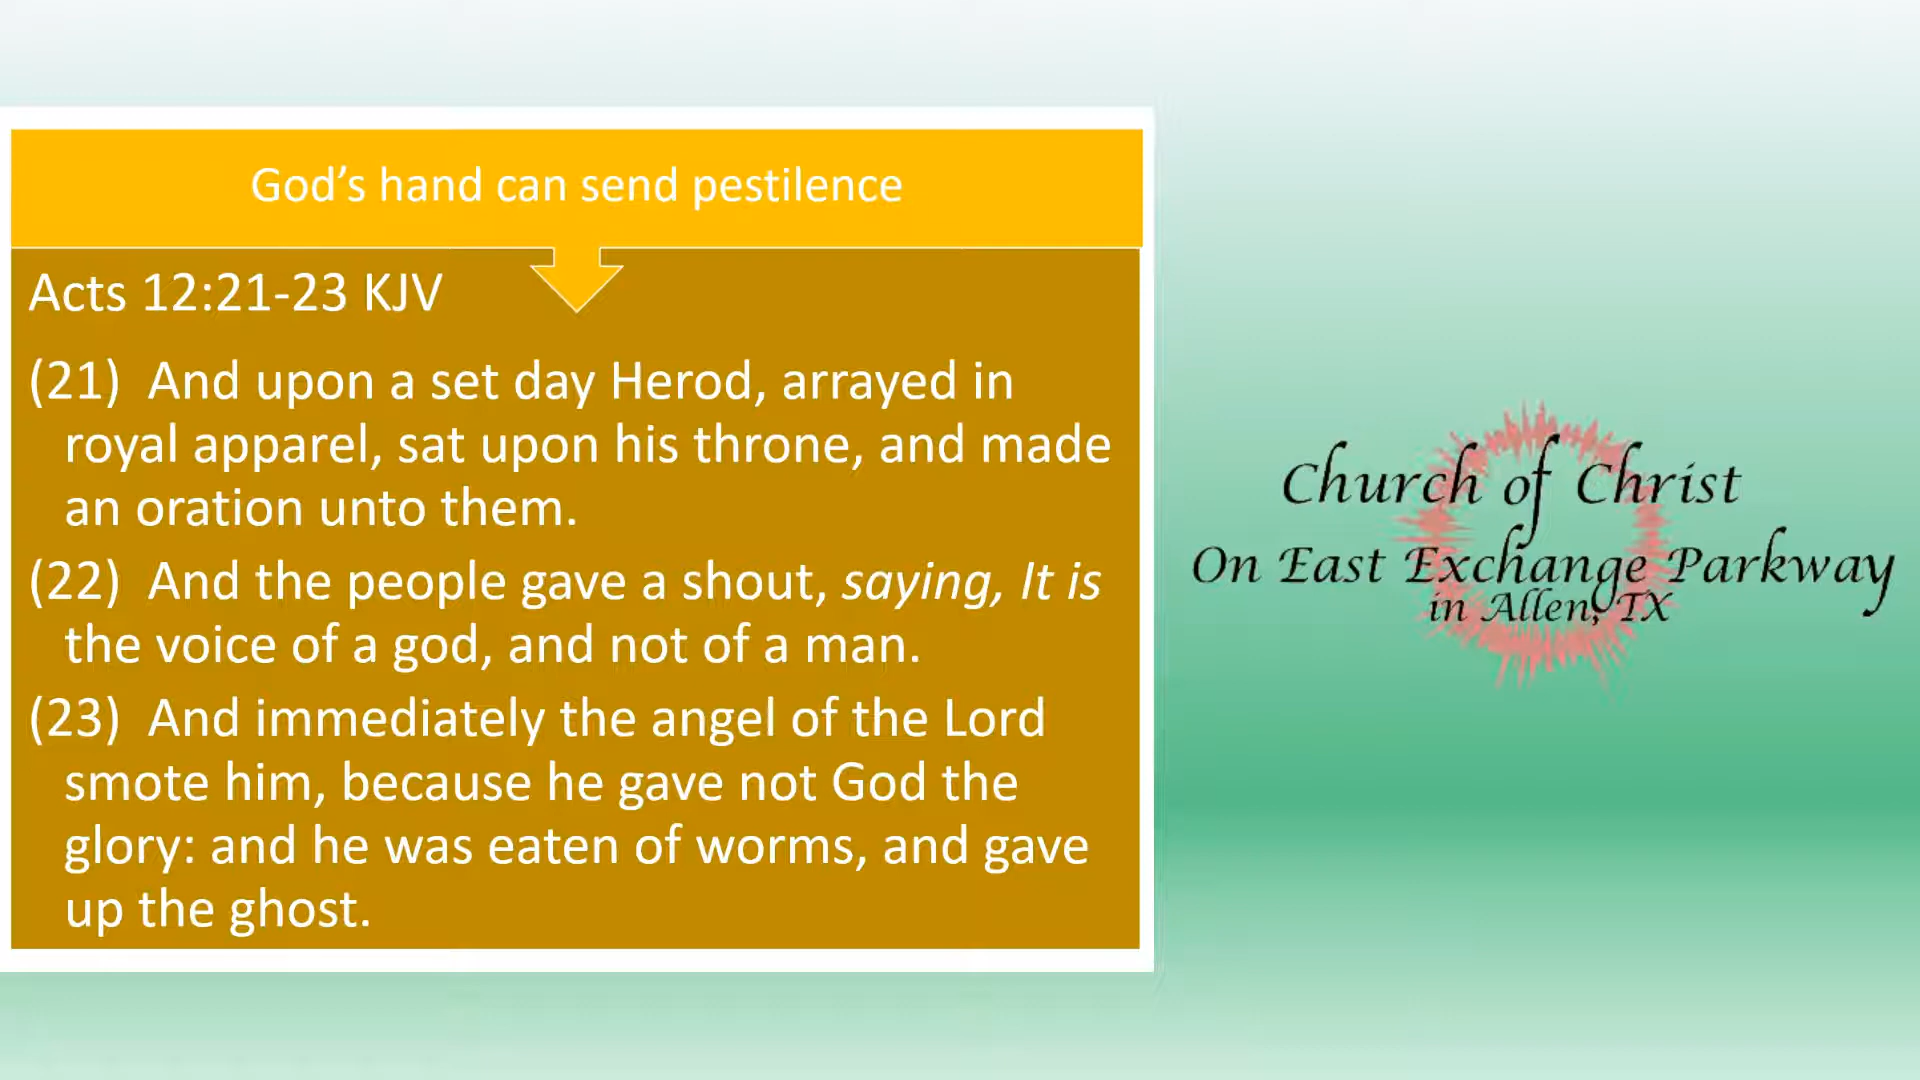 God’s hand can send pestilence
Acts 12:21-23 KJV
(21)  And upon a set day Herod, arrayed in
royal apparel, sat upon his throne, and made
an oration unto them.
(22)  And the people gave a shout, saying, It is
the voice of a god, and not of a man.
(23)  And immediately the angel of the Lord
smote him, because he gave not God the
glory: and he was eaten of worms, and gave
up the ghost.
Church of Christ
On East Exchange Parkway
in Allen, TX